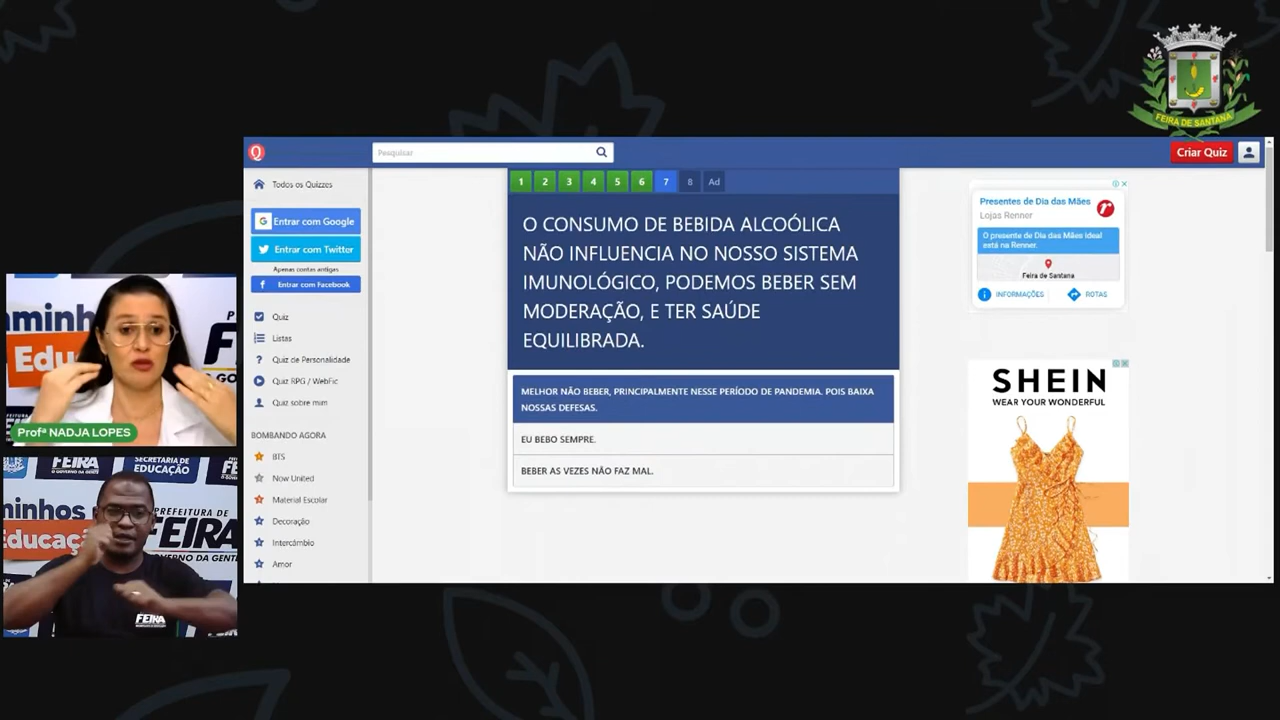 FEIRA DE SANTANA
Q
Pesquisar
Criar Quiz
Todos os Quizzes
G Entrar com Google
Entrar com Twitter
Apenas contas antigas
f Entrar com Facebook
Quiz
Listas
? Quiz de Personalidade
Quiz RPG / WebFic
Quiz sobre mim
BOMBANDO AGORA
BTS
Now United
Material Escolar
Decoração
Intercâmbio
Amor
1 2 3 4 5 6 7 8 Ad
O CONSUMO DE BEBIDA ALCOÓLICA
NÃO INFLUENCIA NO NOSSO SISTEMA
IMUNOLÓGICO, PODEMOS BEBER SEM
MODERAÇÃO, E TER SAÚDE
EQUILIBRADA.
MELHOR NÃO BEBER, PRINCIPALMENTE NESSE PERÍODO DE PANDEMIA. POIS BAIXA
NOSSAS DEFESAS.
EU BEBO SEMPRE.
BEBER AS VEZES NÃO FAZ MAL.
Presentes de Dia das Mães
Lojas Renner
O presente de Dia das Mães ideal
está na Renner.
Feira de Santana
INFORMAÇÕES
ROTAS
SHEIN
WEAR YOUR WONDERFUL
aminh
Edu
Profª NADJA LOPES
FEIRA
SECRETARIA DE
EDUCAÇÃO
minhos
Educaç
PREFEITURA DE
FEIRA
GOVERNO DA GENTE
FEIRA